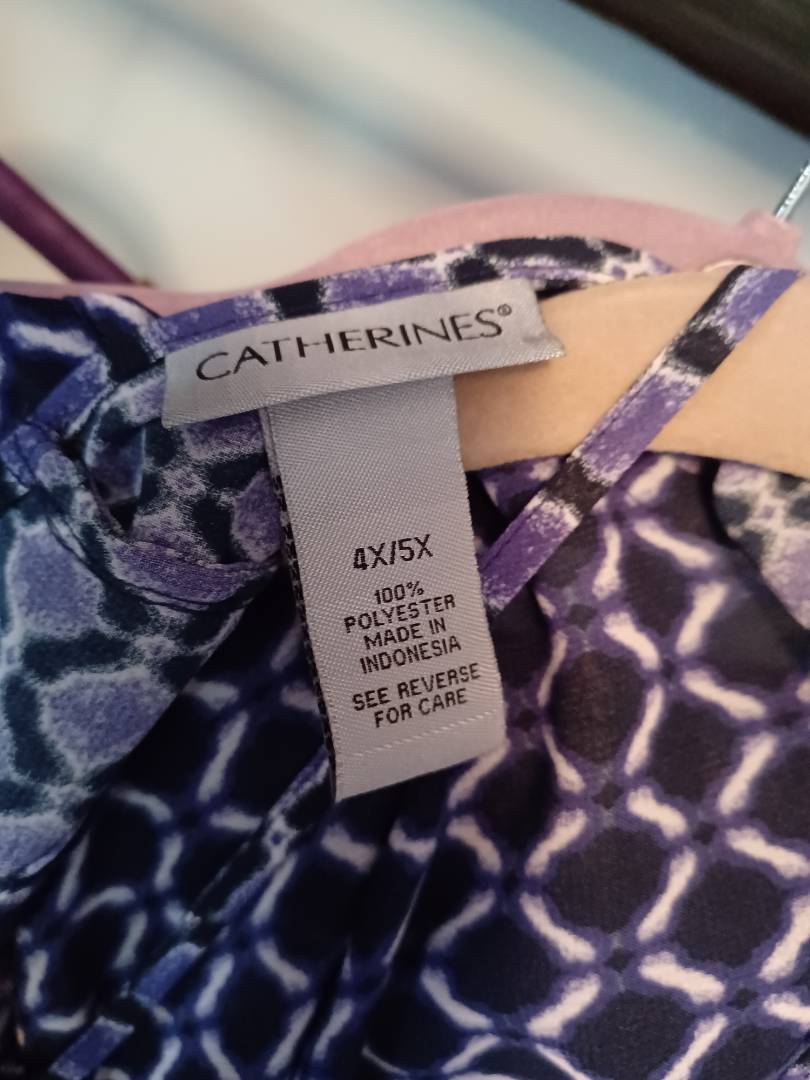 CATHERINES®
4X/5X
100%
POLYESTER
MADE IN
INDONESIA
SEE REVERSE
FOR CARE